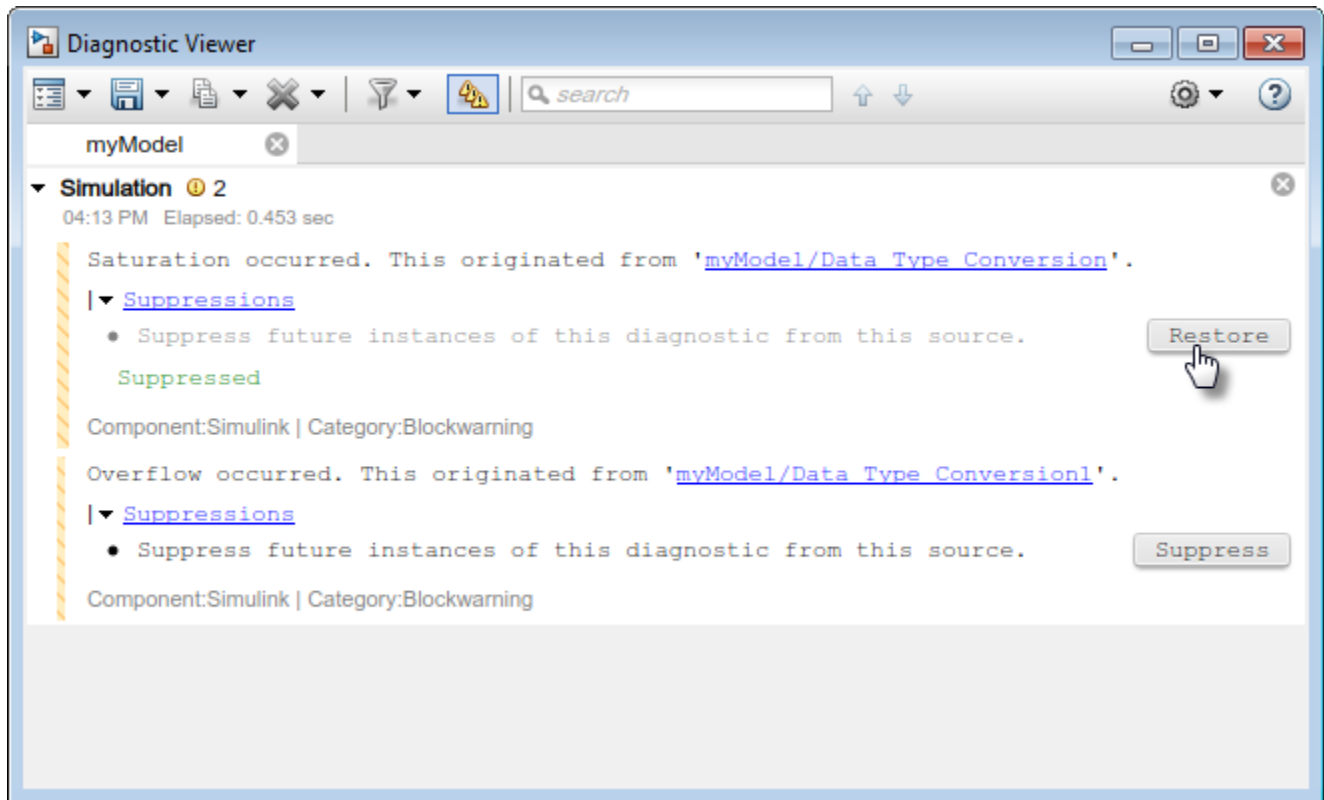 Diagnostic Viewer
search
myModel
Simulation 2
04:13 PM Elapsed: 0.453 sec
Saturation occurred. This originated from 'myModel/Data Type Conversion'.
Suppressions
Suppress future instances of this diagnostic from this source. Restore
Suppressed
Component:Simulink | Category:Blockwarning
Overflow occurred. This originated from 'myModel/Data Type Conversion1'.
Suppressions
Suppress future instances of this diagnostic from this source. Suppress
Component:Simulink | Category:Blockwarning